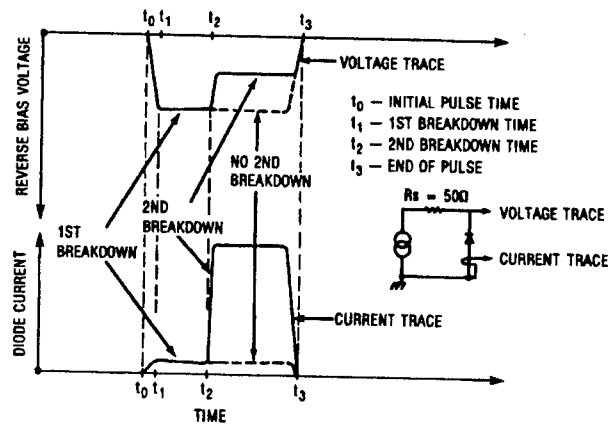 t₀ t₁ t₂ t₃
REVERSE BIAS VOLTAGE
VOLTAGE TRACE
t₀ – INITIAL PULSE TIME
t₁ – 1ST BREAKDOWN TIME
t₂ – 2ND BREAKDOWN TIME
t₃ – END OF PULSE
NO 2ND
BREAKDOWN
2ND
BREAKDOWN
1ST
BREAKDOWN
Rs = 50Ω
VOLTAGE TRACE
CURRENT TRACE
DIODE CURRENT
CURRENT TRACE
t₀ t₁ t₂ t₃
TIME